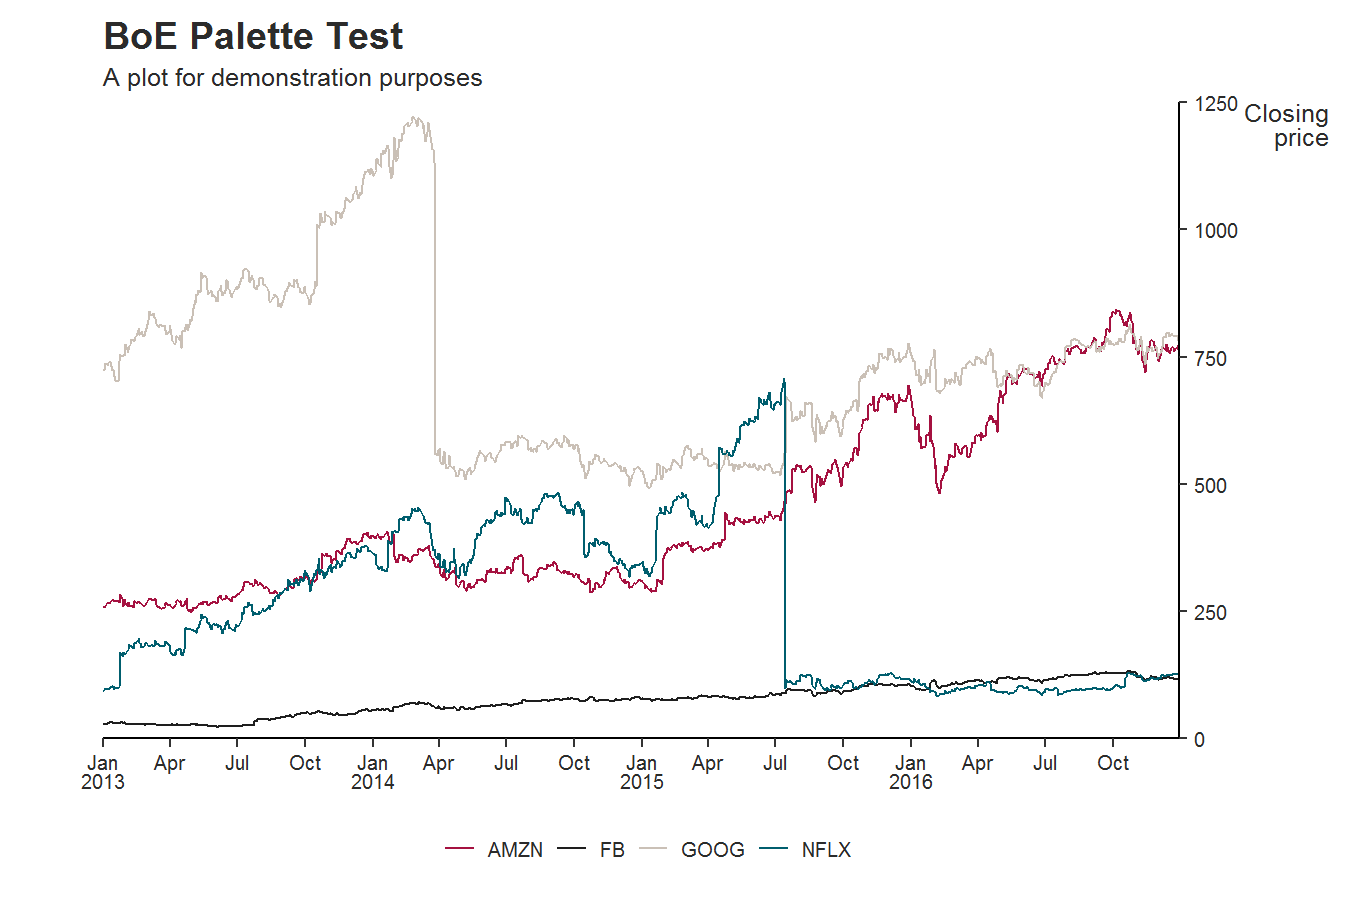 BoE Palette Test
A plot for demonstration purposes
1250
Closing
price
1000
750
500
250
0
Jan Apr Jul Oct Jan Apr Jul Oct Jan Apr Jul Oct Jan Apr Jul Oct
2013 2014 2015 2016
AMZN FB GOOG NFLX